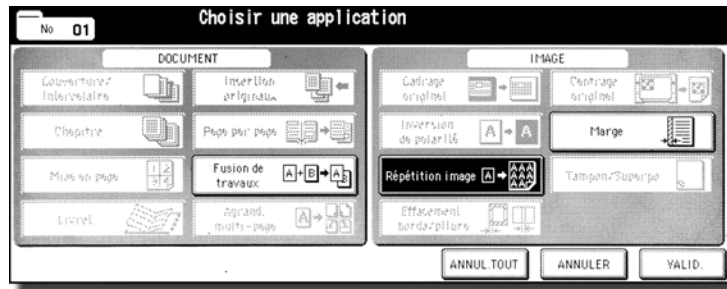 No 01
Choisir une application
DOCUMENT
IMAGE
Couverture/
Intercalaire
Insertion
originaux
Chapitre
Page par page
Mise en page
Fusion de
travaux
A+B A
Livret
Agrand.
multi-page
Cadrage
original
Centrage
original
Inversion
de polarité
A A
Marge
Répétition image
A
Tampon/Superpo
Effacement
bords/pliure
ANNUL.TOUT
ANNULER
VALID.